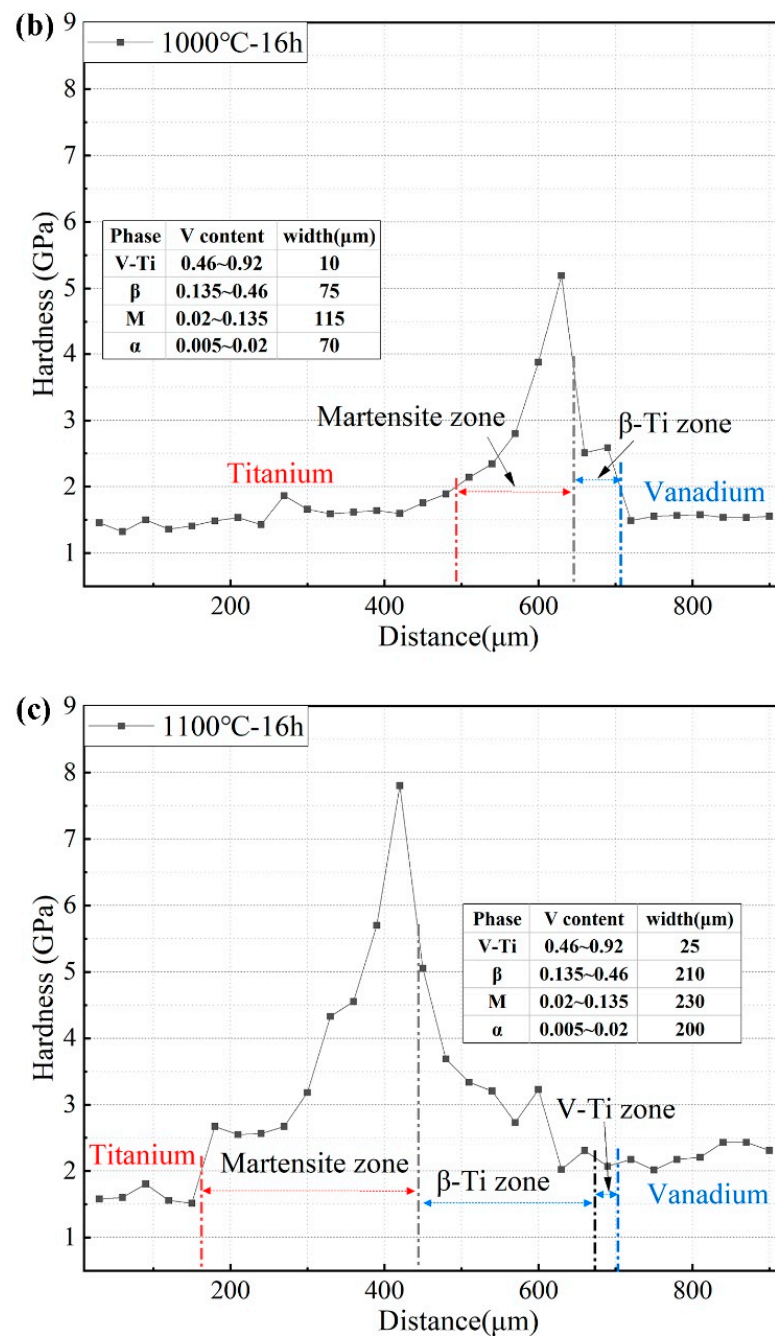 (b)
1000°C-16h
9
8
7
6
5
4
3
2
1
Hardness (GPa)
Phase V content width(μm)
V-Ti 0.46~0.92 10
β 0.135~0.46 75
M 0.02~0.135 115
α 0.005~0.02 70
Martensite zone
β-Ti zone
Titanium
Vanadium
200 400 600 800
Distance(μm)
(c)
1100°C-16h
9
8
7
6
5
4
3
2
1
Hardness (GPa)
Phase V content width(μm)
V-Ti 0.46~0.92 25
β 0.135~0.46 210
M 0.02~0.135 230
α 0.005~0.02 200
V-Ti zone
Titanium
Martensite zone
β-Ti zone
Vanadium
200 400 600 800
Distance(μm)